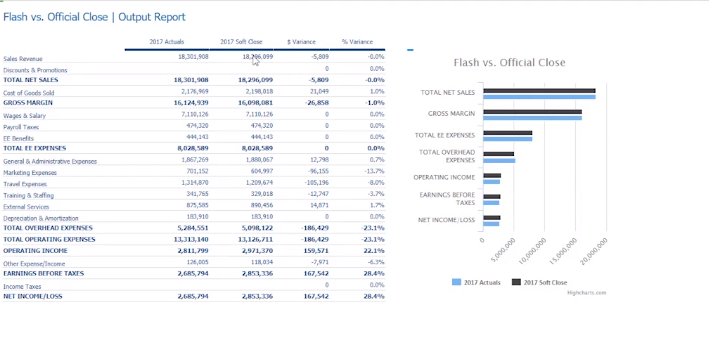 Flash vs. Official Close | Output Report
2017 Actuals 2017 Soft Close $ Variance % Variance
Sales Revenue 18,301,908 18,296,099 -5,809 -0.0%
Discounts & Promotions 0 0.0%
TOTAL NET SALES 18,301,908 18,296,099 -5,809 -0.0%
Cost of Goods Sold 2,176,969 2,198,018 21,049 1.0%
GROSS MARGIN 16,124,939 16,098,081 -26,858 -1.0%
Wages & Salary 7,110,126 7,110,126 0 0.0%
Payroll Taxes 474,320 474,320 0 0.0%
EE Benefits 444,143 444,143 0 0.0%
TOTAL EE EXPENSES 8,028,589 8,028,589 0 0.0%
General & Administrative Expenses 1,867,269 1,880,067 12,798 0.7%
Marketing Expenses 701,152 604,997 -96,155 -13.7%
Travel Expenses 1,314,870 1,209,674 -105,196 -8.0%
Training & Staffing 341,765 329,018 -12,747 -3.7%
External Services 875,585 890,456 14,871 1.7%
Depreciation & Amortization 183,910 183,910 0 0.0%
TOTAL OVERHEAD EXPENSES 5,284,551 5,098,122 -186,429 -23.1%
TOTAL OPERATING EXPENSES 13,313,140 13,126,711 -186,429 -23.1%
OPERATING INCOME 2,811,799 2,971,370 159,571 22.1%
Other Expense/Income 126,005 118,034 -7,971 -6.3%
EARNINGS BEFORE TAXES 2,685,794 2,853,336 167,542 28.4%
Income Taxes 0 0.0%
NET INCOME/LOSS 2,685,794 2,853,336 167,542 28.4%
Flash vs. Official Close
TOTAL NET SALES
GROSS MARGIN
TOTAL EE EXPENSES
TOTAL OVERHEAD
EXPENSES
OPERATING INCOME
EARNINGS BEFORE
TAXES
NET INCOME/LOSS
0 5,000,000 10,000,000 15,000,000 20,000,000
2017 Actuals 2017 Soft Close
Highcharts.com